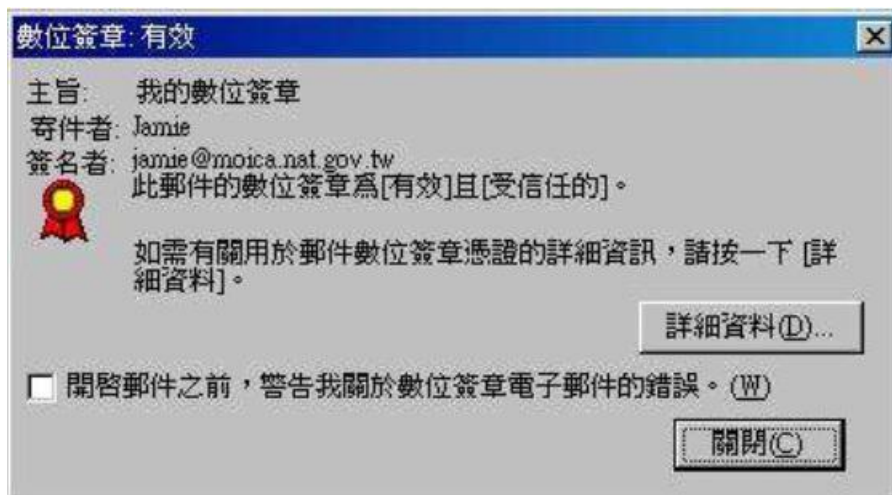 數位簽章: 有效
主旨: 我的數位簽章
寄件者: Jamie
簽名者: jamie@moica.nat.gov.tw
此郵件的數位簽章為[有效]且[受信任的]。
如需有關用於郵件數位簽章憑證的詳細資訊，請按一下 [詳
細資料]。
詳細資料(D)...
開啓郵件之前，警告我關於數位簽章電子郵件的錯誤。(W)
關閉(C)